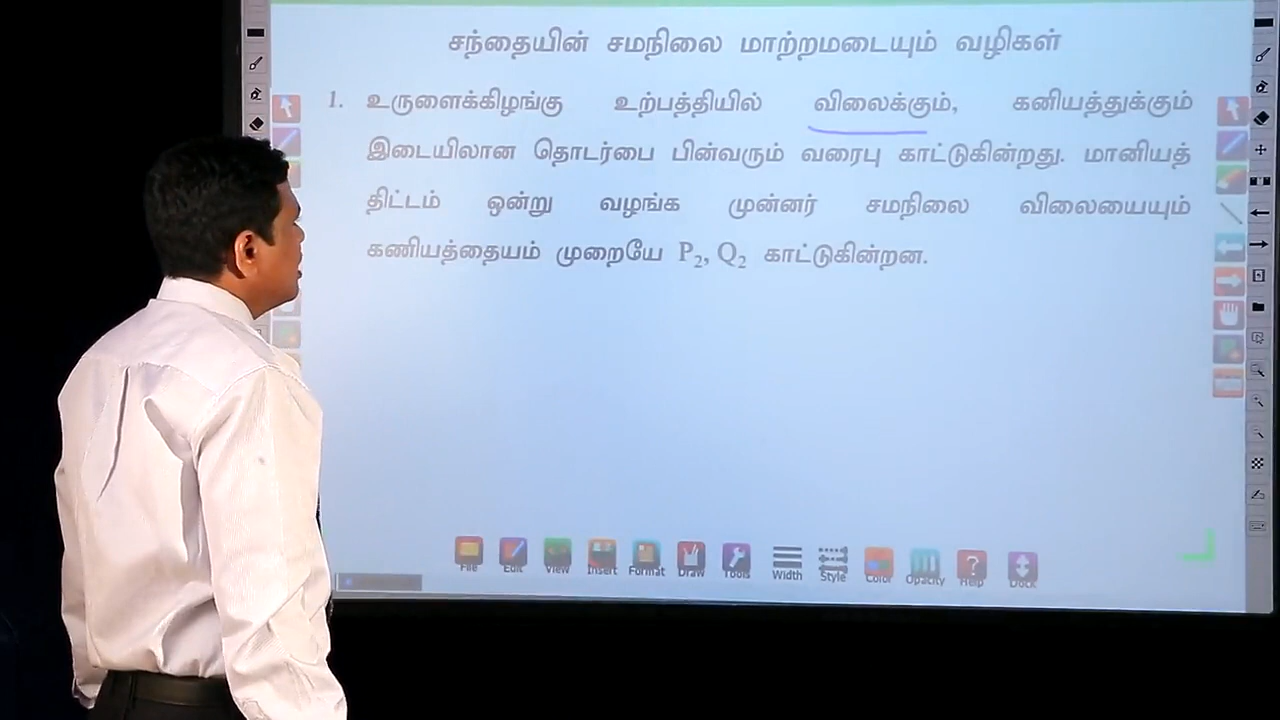 சந்தையின் சமநிலை மாற்றமடையும் வழிகள்
1. உருளைக்கிழங்கு உற்பத்தியில் விலைக்கும், கனியத்துக்கும்
இடையிலான தொடர்பை பின்வரும் வரைபு காட்டுகின்றது. மானியத்
திட்டம் ஒன்று வழங்க முன்னர் சமநிலை விலையையும்
கணியத்தையம் முறையே P₂, Q₂ காட்டுகின்றன.
File Edit View Insert Format Draw Tools Width Style Color Opacity Help Dock